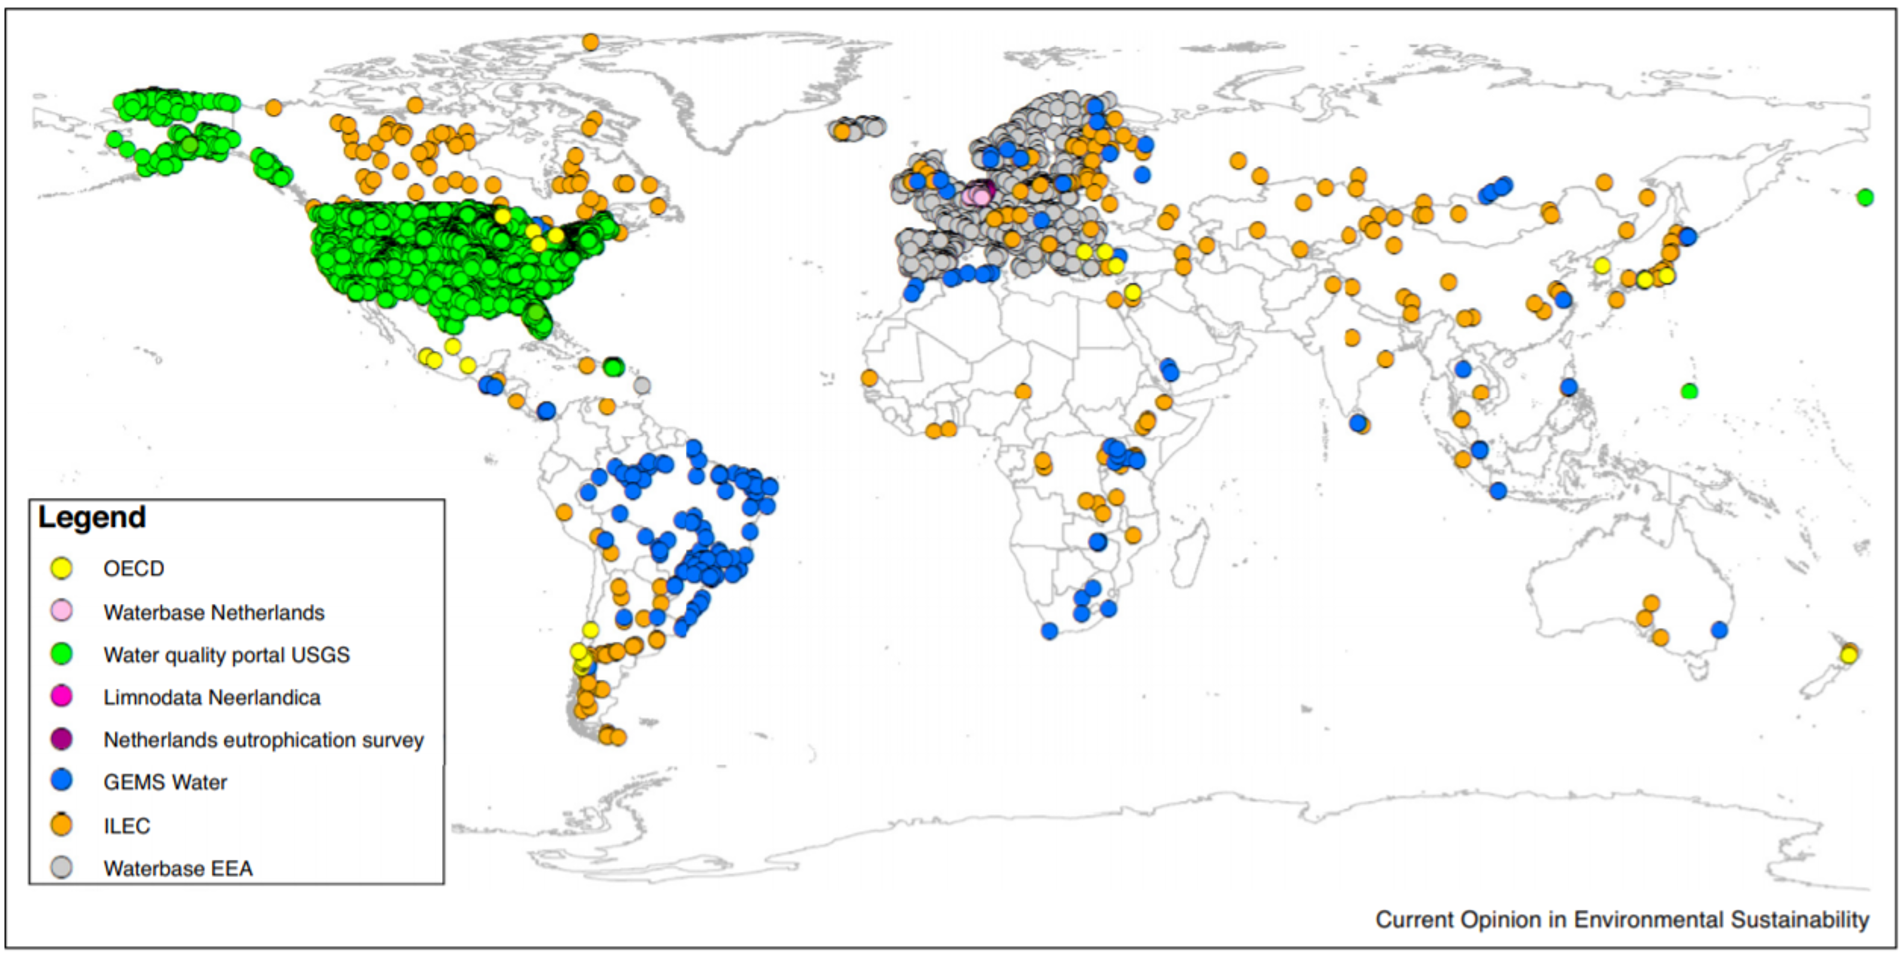 Legend
OECD
Waterbase Netherlands
Water quality portal USGS
Limnodata Neerlandica
Netherlands eutrophication survey
GEMS Water
ILEC
Waterbase EEA
Current Opinion in Environmental Sustainability